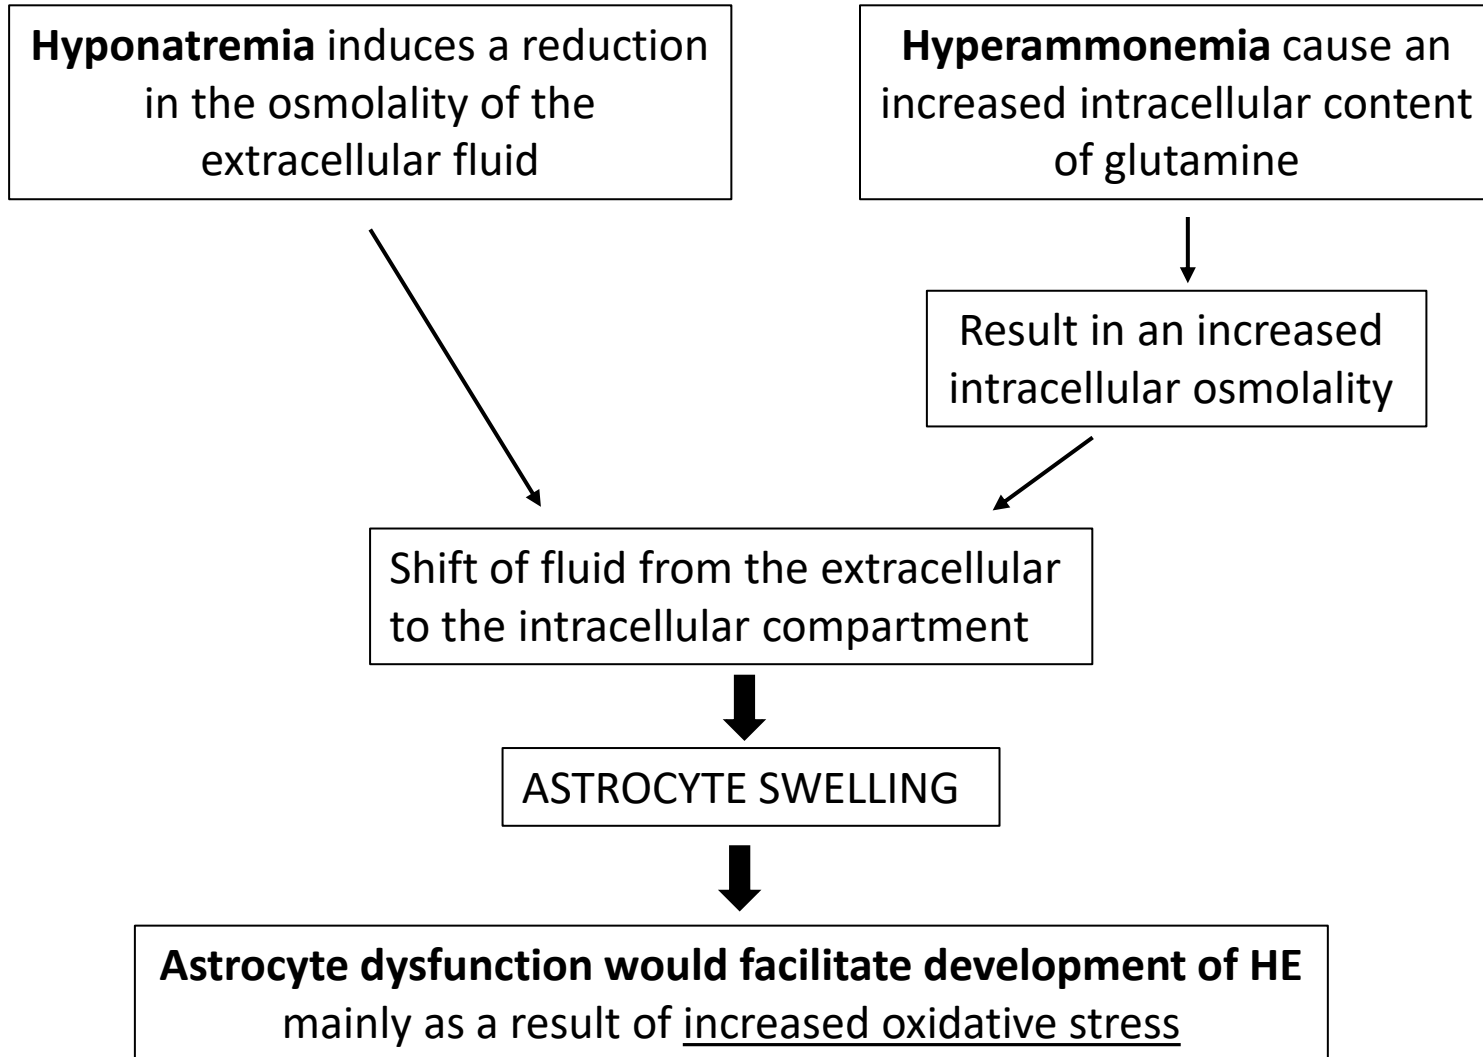 Hyponatremia induces a reduction
in the osmolality of the
extracellular fluid
Hyperammonemia cause an
increased intracellular content
of glutamine
Result in an increased
intracellular osmolality
Shift of fluid from the extracellular
to the intracellular compartment
ASTROCYTE SWELLING
Astrocyte dysfunction would facilitate development of HE
mainly as a result of increased oxidative stress